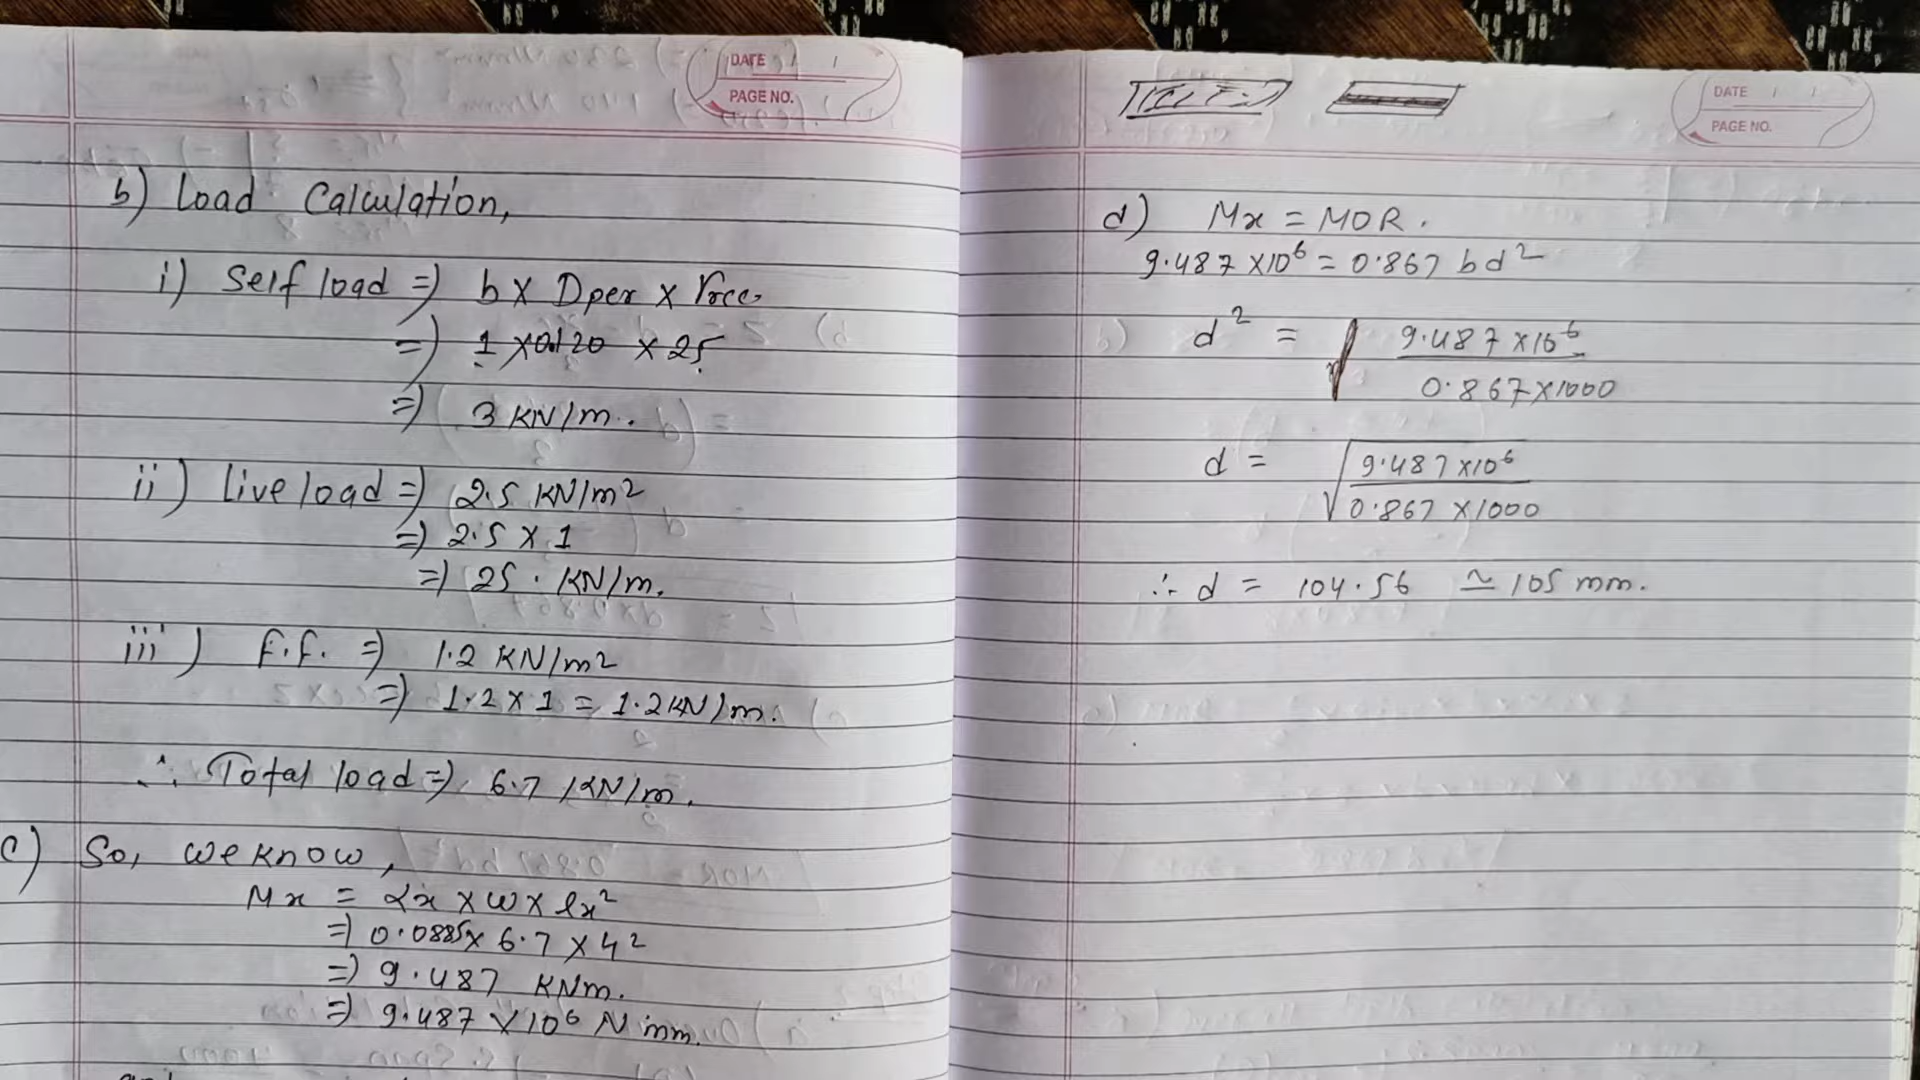 DATE / /
PAGE NO.
b) Load Calculation,
i) Self load => b x Dper x γrcc.
=> 1 x 0.120 x 25
=> 3 KN/m.
ii) Live load => 2.5 KN/m2
=> 2.5 x 1
=> 25 . KN/m.
iii) F.F. => 1.2 KN/m2
=> 1.2 x 1 = 1.2 KN/m.
∴ Total load => 6.7 KN/m.
c) So, we know,
Mx = αx x w x lx²
=> 0.0885 x 6.7 x 4²
=> 9.487 KNm.
=> 9.487 x 10⁶ N mm.
DATE / /
PAGE NO.
d) Mx = MOR.
9.487 x 10⁶ = 0.867 bd²
d² = 9.487 x 10⁶
0.867 x 1000
d = √ 9.487 x 10⁶
0.867 x 1000
∴ d = 104.56 ≃ 105 mm.